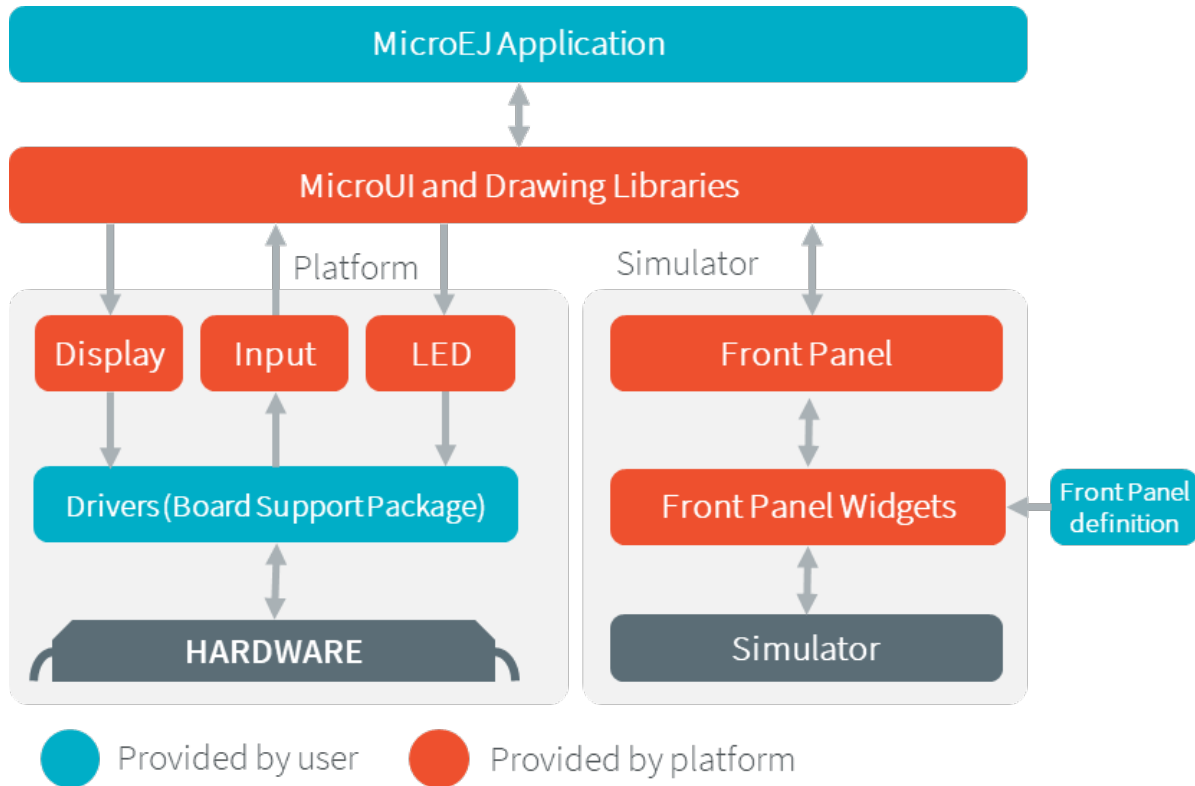 MicroEJ Application
MicroUI and Drawing Libraries
Platform
Simulator
Display
Input
LED
Front Panel
Drivers (Board Support Package)
Front Panel Widgets
Front Panel
definition
HARDWARE
Simulator
Provided by user
Provided by platform